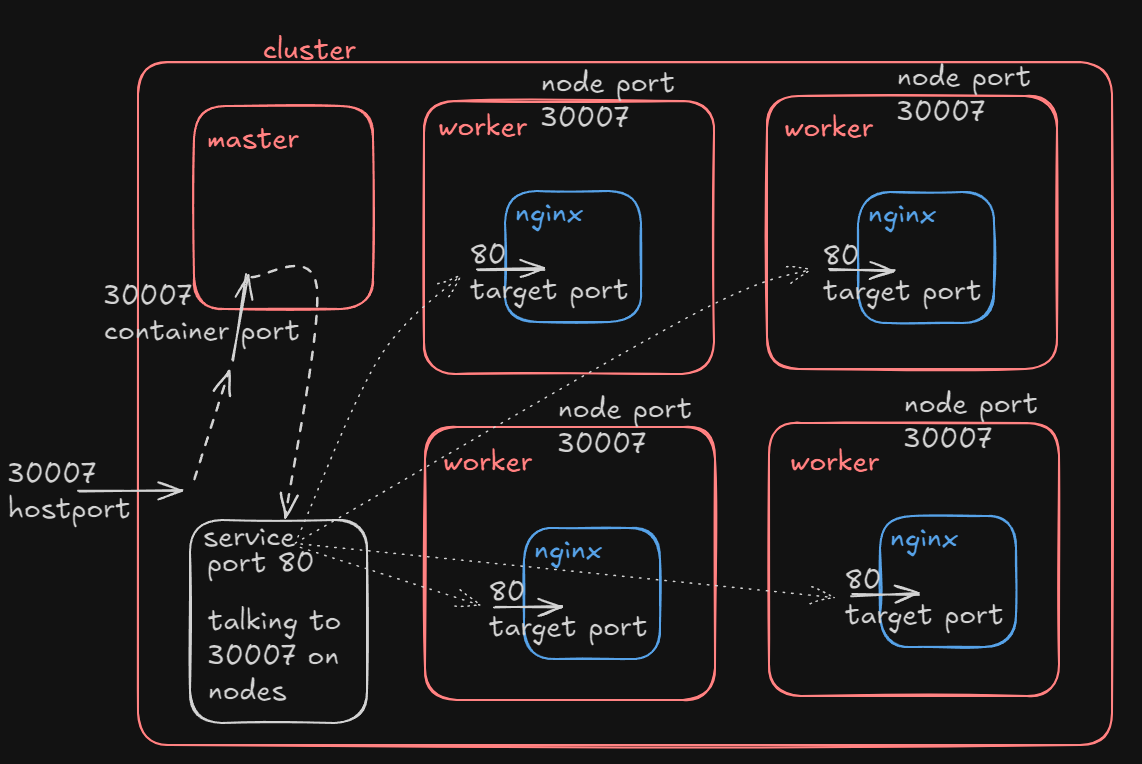 cluster
master
worker
node port
30007
nginx
80
target port
worker
node port
30007
nginx
80
target port
30007
container port
30007
hostport
service
port 80
talking to
30007 on
nodes
worker
node port
30007
nginx
80
target port
worker
node port
30007
nginx
80
target port